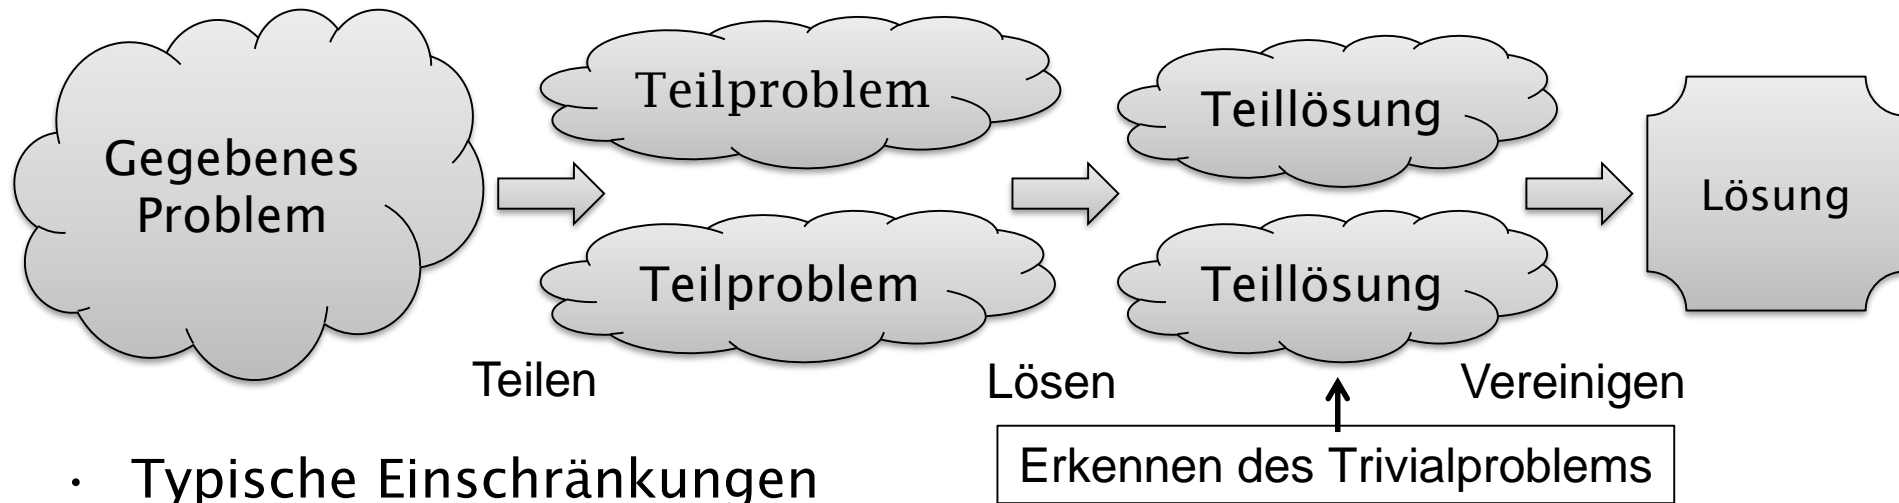 Gegebenes
Problem
Teilproblem
Teilproblem
Teillösung
Teillösung
Lösung
Teilen
Lösen
Vereinigen
Erkennen des Trivialproblems
· Typische Einschränkungen